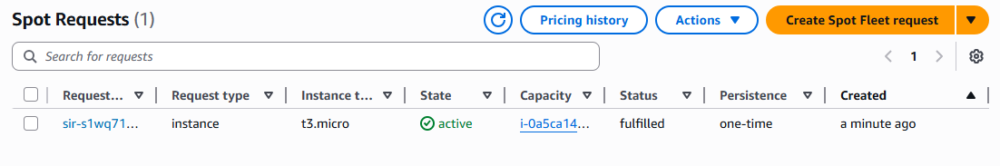 Spot Requests (1)
Pricing history
Actions
Create Spot Fleet request
Search for requests
1
Request... Request type Instance t... State Capacity Status Persistence Created
sir-s1wq71... instance t3.micro active i-0a5ca14... fulfilled one-time a minute ago